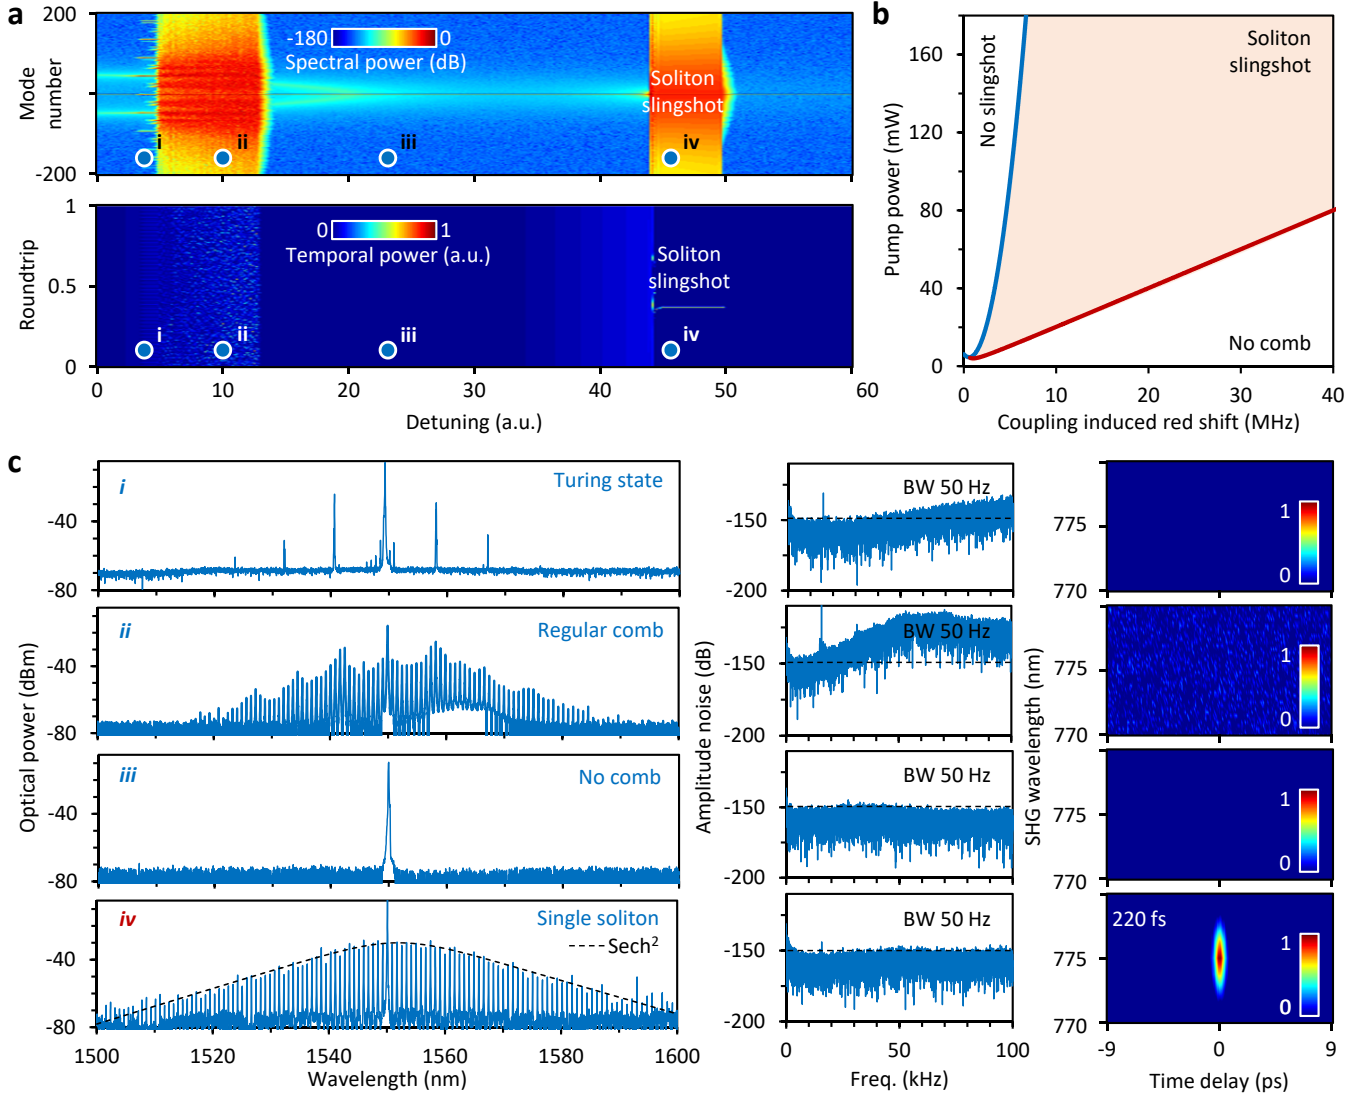 a
200
-180
0
Spectral power (dB)
Mode
number
Soliton
slingshot
i
ii
iii
iv
-200
1
0
1
Temporal power (a.u.)
Roundtrip
0.5
Soliton
slingshot
i
ii
iii
iv
0
0
10
20
30
40
50
60
Detuning (a.u.)
b
160
120
80
40
0
Pump power (mW)
No slingshot
Soliton
slingshot
No comb
0
10
20
30
40
Coupling induced red shift (MHz)
c
Optical power (dBm)
i
Turing state
-40
-80
ii
Regular comb
-40
-80
iii
No comb
-40
-80
iv
Single soliton
Sech²
-40
-80
1500
1520
1540
1560
1580
1600
Wavelength (nm)
Amplitude noise (dB)
BW 50 Hz
-150
-200
BW 50 Hz
-150
-200
BW 50 Hz
-150
-200
BW 50 Hz
-150
-200
0
50
100
Freq. (kHz)
SHG wavelength (nm)
775
770
1
0
775
770
1
0
775
770
1
0
220 fs
775
770
1
0
-9
0
9
Time delay (ps)